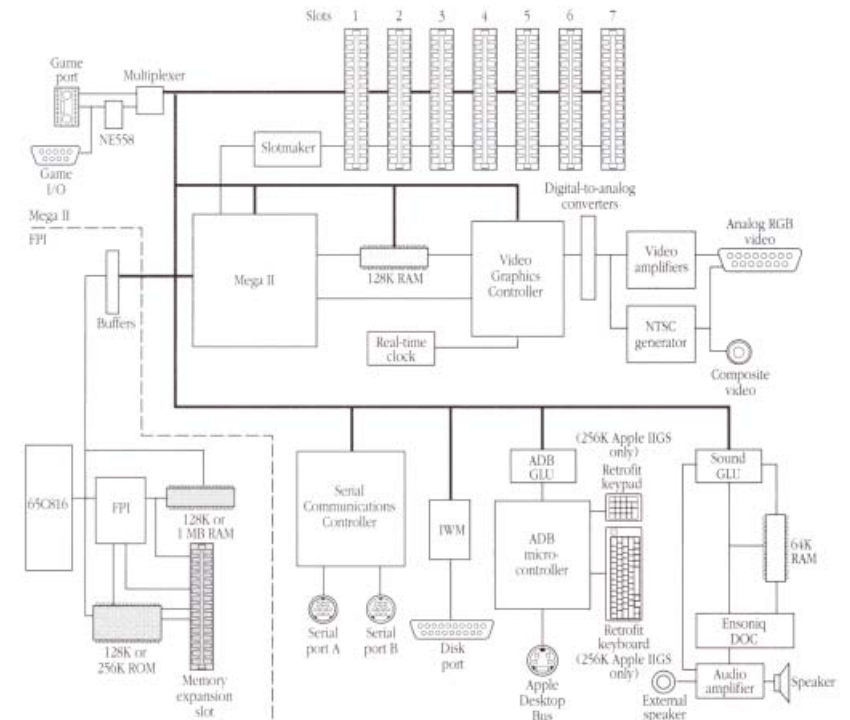 Slots 1 2 3 4 5 6 7
Game
port
Multiplexer
NE558
Game
I/O
Slotmaker
Mega II
FPI
Digital-to-analog
converters
Analog RGB
video
Mega II
128K RAM
Video
Graphics
Controller
Video
amplifiers
NTSC
generator
Buffers
Real-time
clock
Composite
video
65C816
FPI
128K or
1 MB RAM
128K or
256K ROM
Memory
expansion
slot
Serial
Communications
Controller
Serial
port A
Serial
port B
IWM
Disk
port
ADB
GLU
ADB
micro-
controller
Apple
Desktop
Bus
(256K Apple IIGS
only)
Retrofit
keypad
Retrofit
keyboard
(256K Apple IIGS
only)
Sound
GLU
64K
RAM
Ensoniq
DOC
Audio
amplifier
Speaker
External
speaker